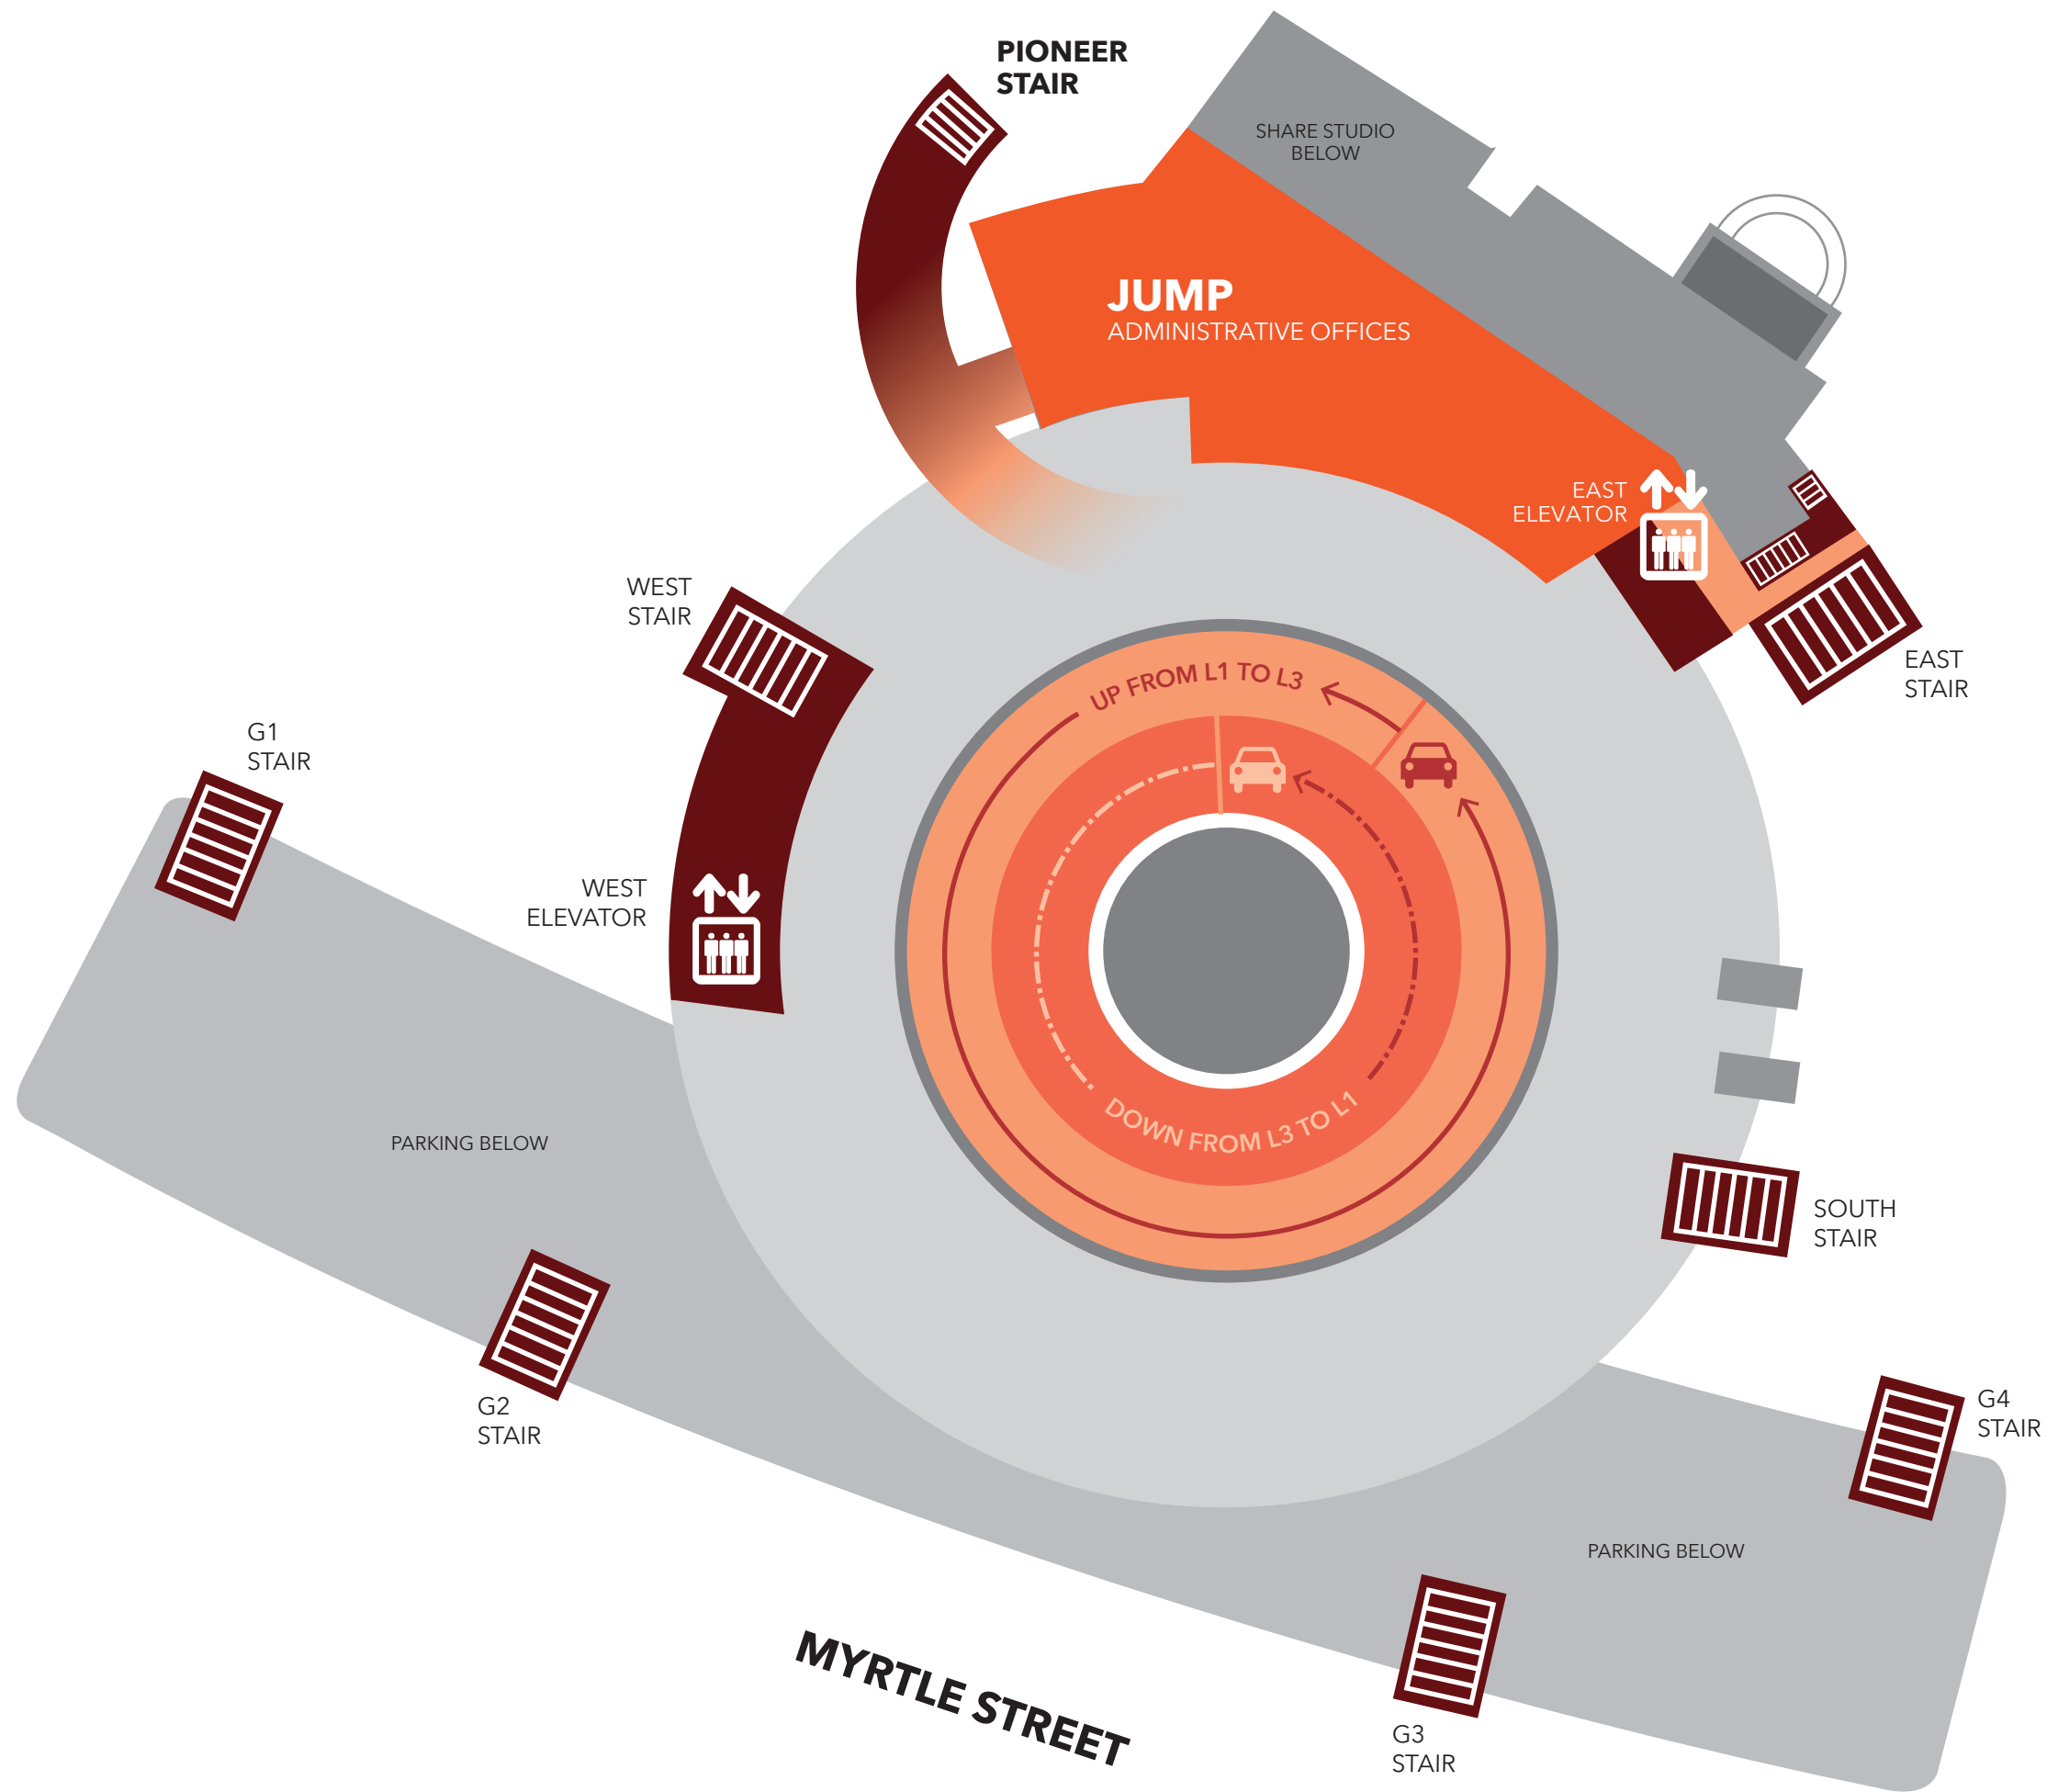 PIONEER
STAIR
SHARE STUDIO
BELOW
JUMP
ADMINISTRATIVE OFFICES
EAST
ELEVATOR
WEST
STAIR
EAST
STAIR
UP FROM L1 TO L3
G1
STAIR
WEST
ELEVATOR
DOWN FROM L3 TO L1
PARKING BELOW
SOUTH
STAIR
G2
STAIR
G4
STAIR
PARKING BELOW
MYRTLE STREET
G3
STAIR